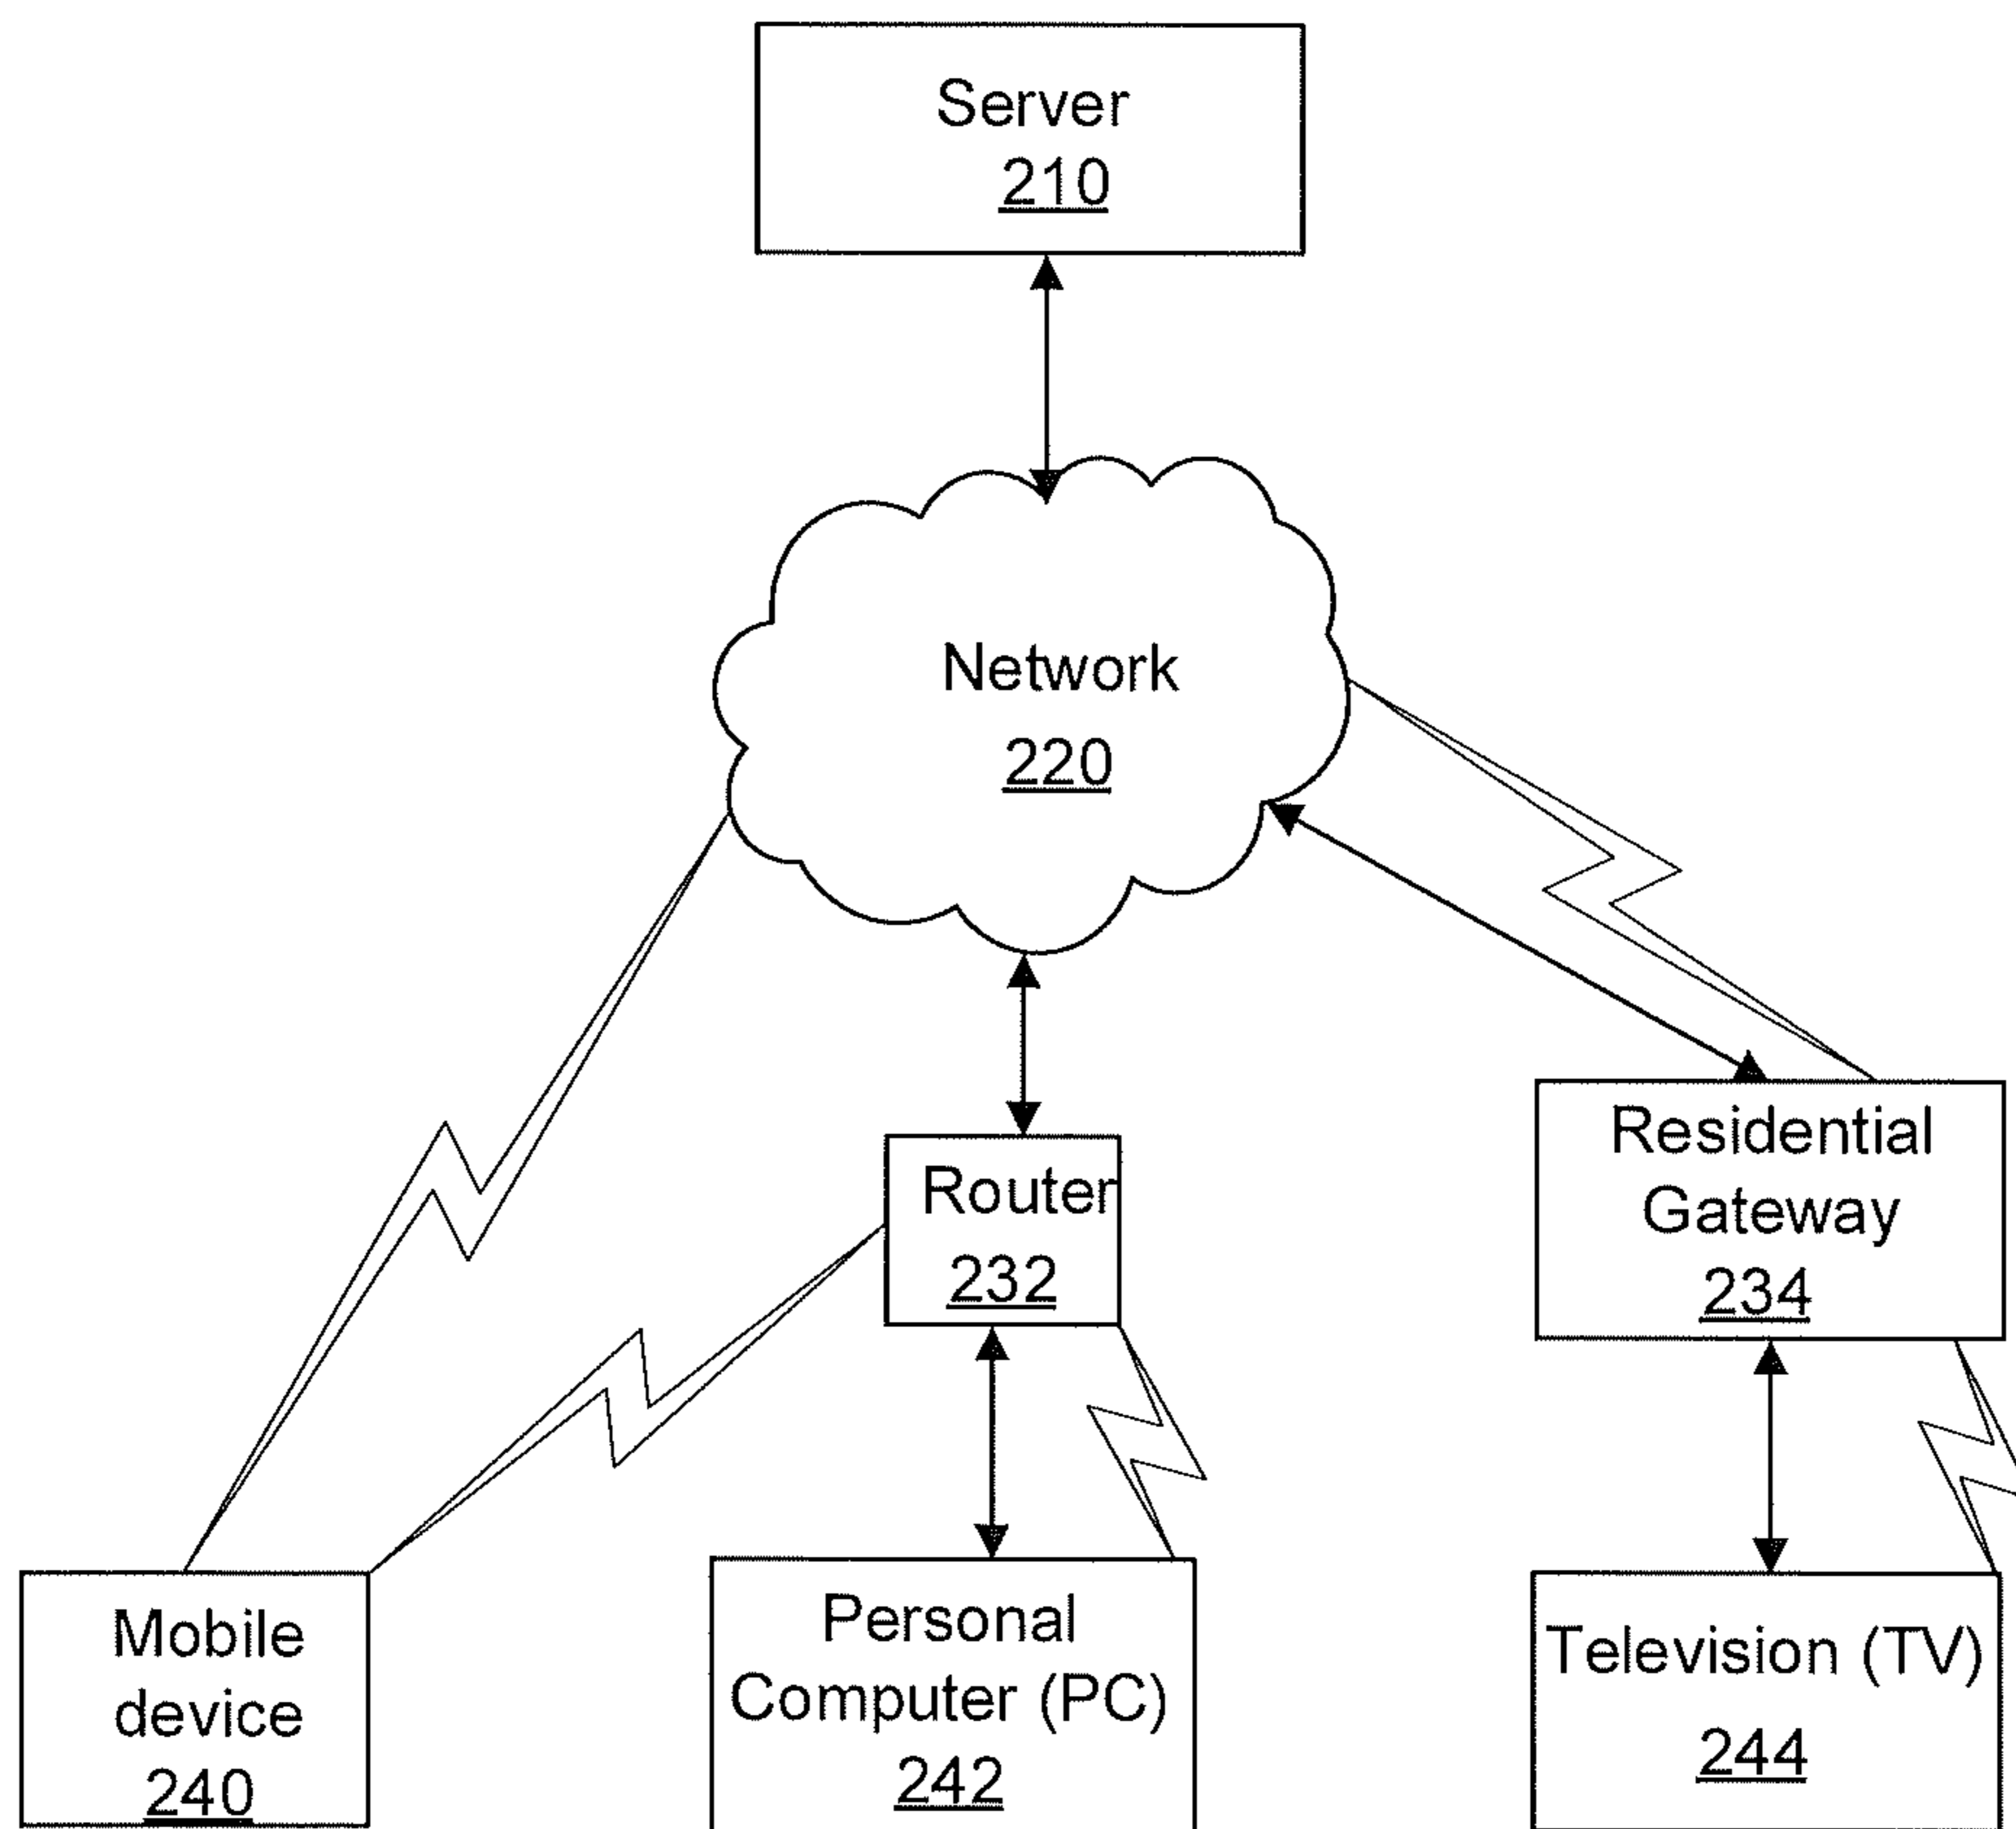 Server
210
Network
220
Router
232
Residential
Gateway
234
Mobile
device
240
Personal
Computer (PC)
242
Television (TV)
244